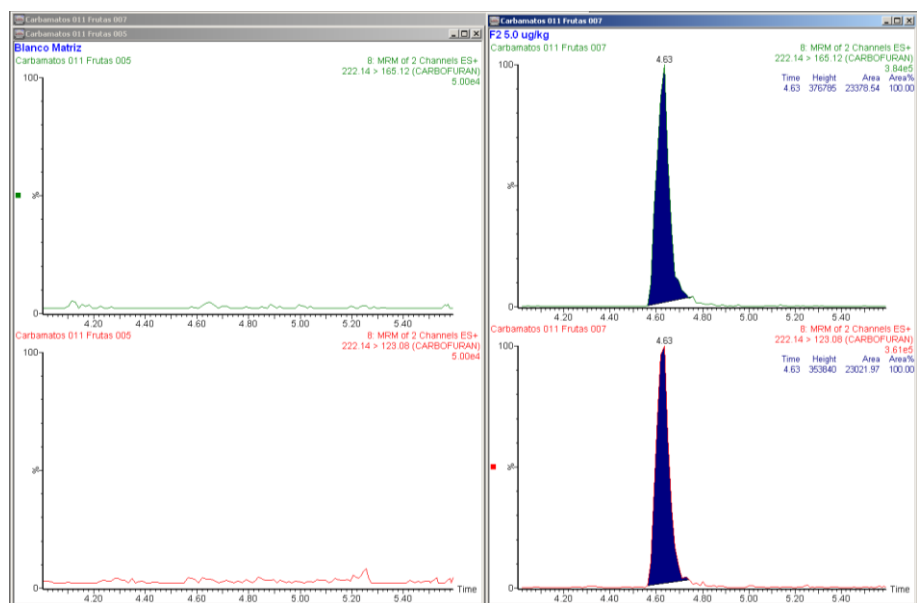 Carbamatos 011 Frutas 007
Carbamatos 011 Frutas 005
Blanco Matriz
Carbamatos 011 Frutas 005
8: MRM of 2 Channels ES+
222.14 > 165.12 (CARBOFURAN)
5.00e4
100
%
0
4.20 4.40 4.60 4.80 5.00 5.20 5.40
Carbamatos 011 Frutas 005
8: MRM of 2 Channels ES+
222.14 > 123.08 (CARBOFURAN)
5.00e4
100
%
0
Time
4.20 4.40 4.60 4.80 5.00 5.20 5.40
Carbamatos 011 Frutas 007
F2 5.0 ug/kg
Carbamatos 011 Frutas 007
8: MRM of 2 Channels ES+
222.14 > 165.12 (CARBOFURAN)
3.84e5
Time Height Area Area%
4.63 376785 23378.54 100.00
4.63
100
%
0
4.20 4.40 4.60 4.80 5.00 5.20 5.40
Carbamatos 011 Frutas 007
8: MRM of 2 Channels ES+
222.14 > 123.08 (CARBOFURAN)
3.61e5
Time Height Area Area%
4.63 353840 23021.97 100.00
4.63
100
%
0
Time
4.20 4.40 4.60 4.80 5.00 5.20 5.40